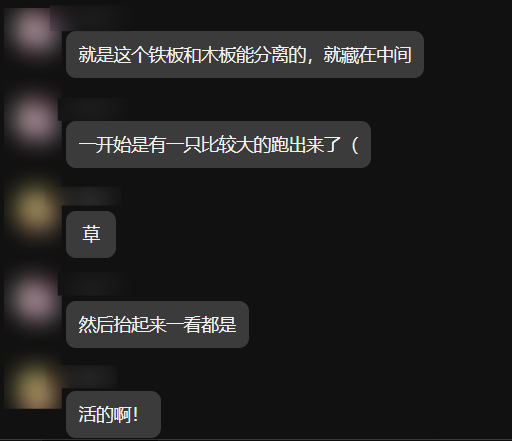 就是这个铁板和木板能分离的，就藏在中间
一开始是有一只比较大的跑出来了（
草
然后抬起来一看都是
活的啊！